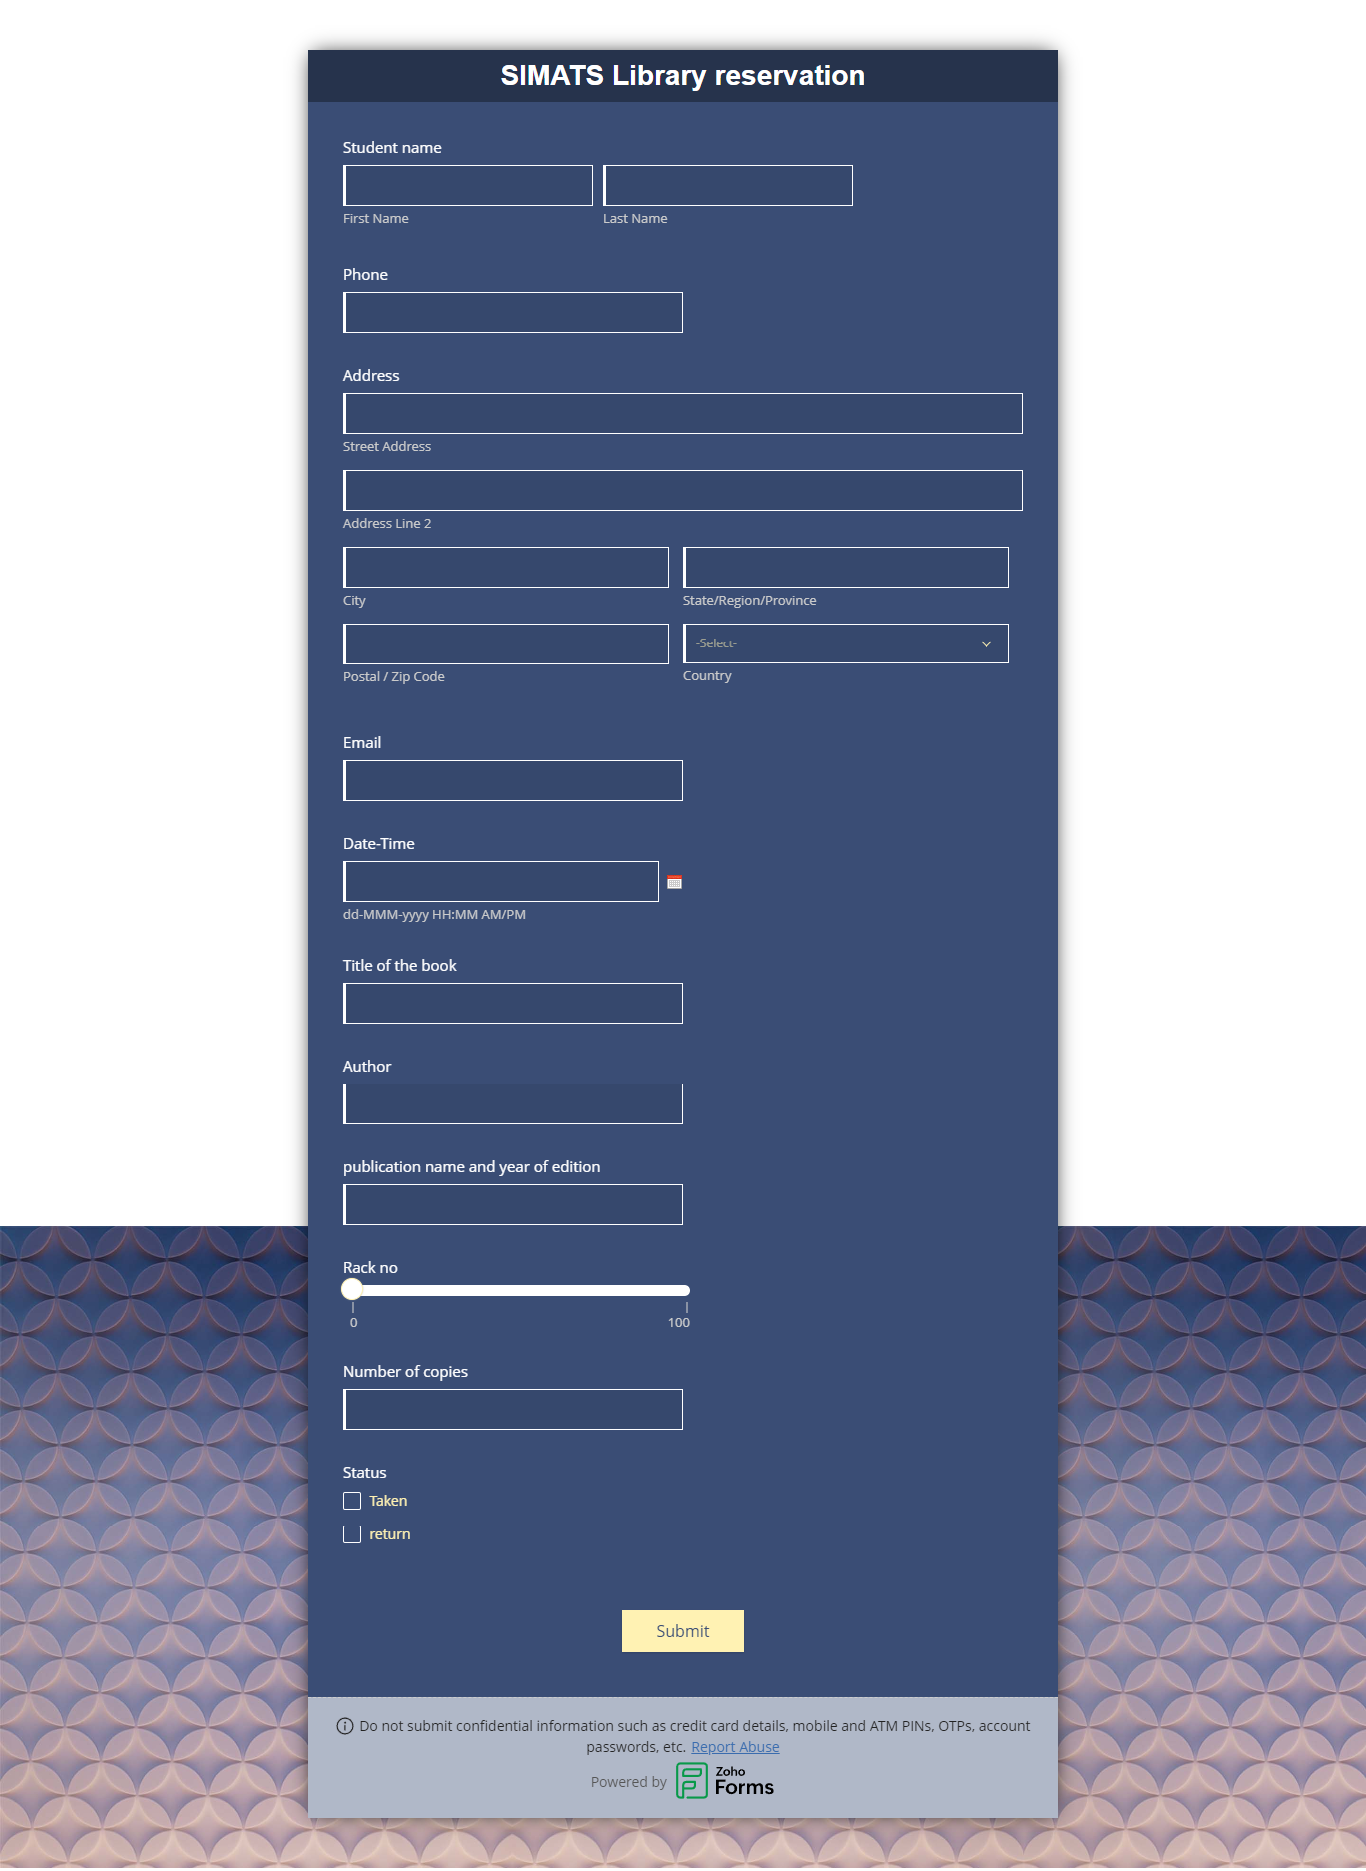 SIMATS Library reservation
Student name
First Name
Last Name
Phone
Address
Street Address
Address Line 2
City
State/Region/Province
-Select-
Postal / Zip Code
Country
Email
Date-Time
dd-MMM-yyyy HH:MM AM/PM
Title of the book
Author
publication name and year of edition
Rack no
0
100
Number of copies
Status
Taken
return
Submit
Do not submit confidential information such as credit card details, mobile and ATM PINs, OTPs, account
passwords, etc. Report Abuse
Powered by Zoho Forms